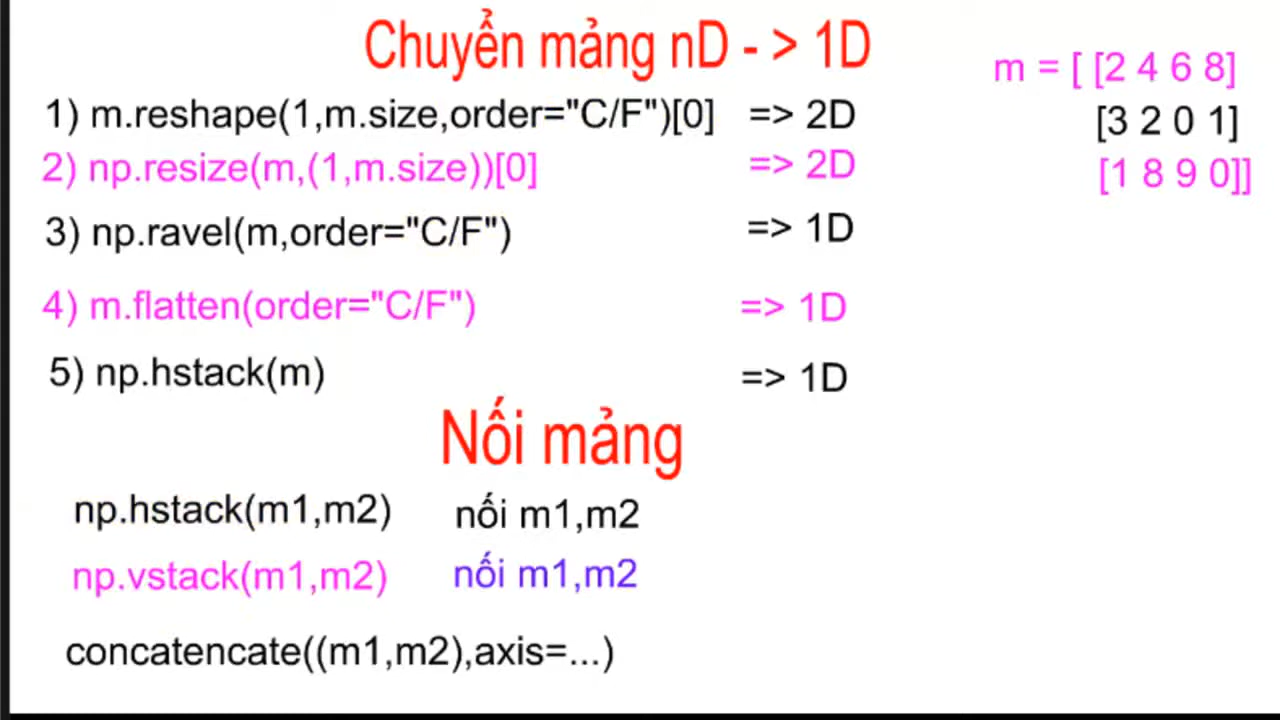 Chuyển mảng nD - > 1D
m = [ [2 4 6 8]
[3 2 0 1]
[1 8 9 0]]
1) m.reshape(1,m.size,order="C/F")[0] => 2D
2) np.resize(m,(1,m.size))[0] => 2D
3) np.ravel(m,order="C/F") => 1D
4) m.flatten(order="C/F") => 1D
5) np.hstack(m) => 1D
Nối mảng
np.hstack(m1,m2) nối m1,m2
np.vstack(m1,m2) nối m1,m2
concatencate((m1,m2),axis=...)